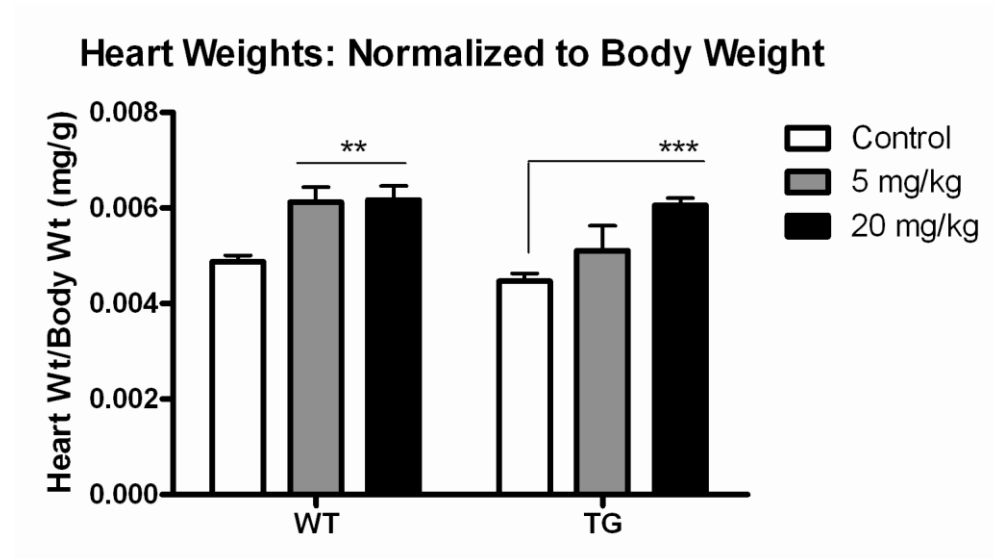 Heart Weights: Normalized to Body Weight
Heart Wt/Body Wt (mg/g)
0.008
0.006
0.004
0.002
0.000
**
***
WT
TG
Control
5 mg/kg
20 mg/kg